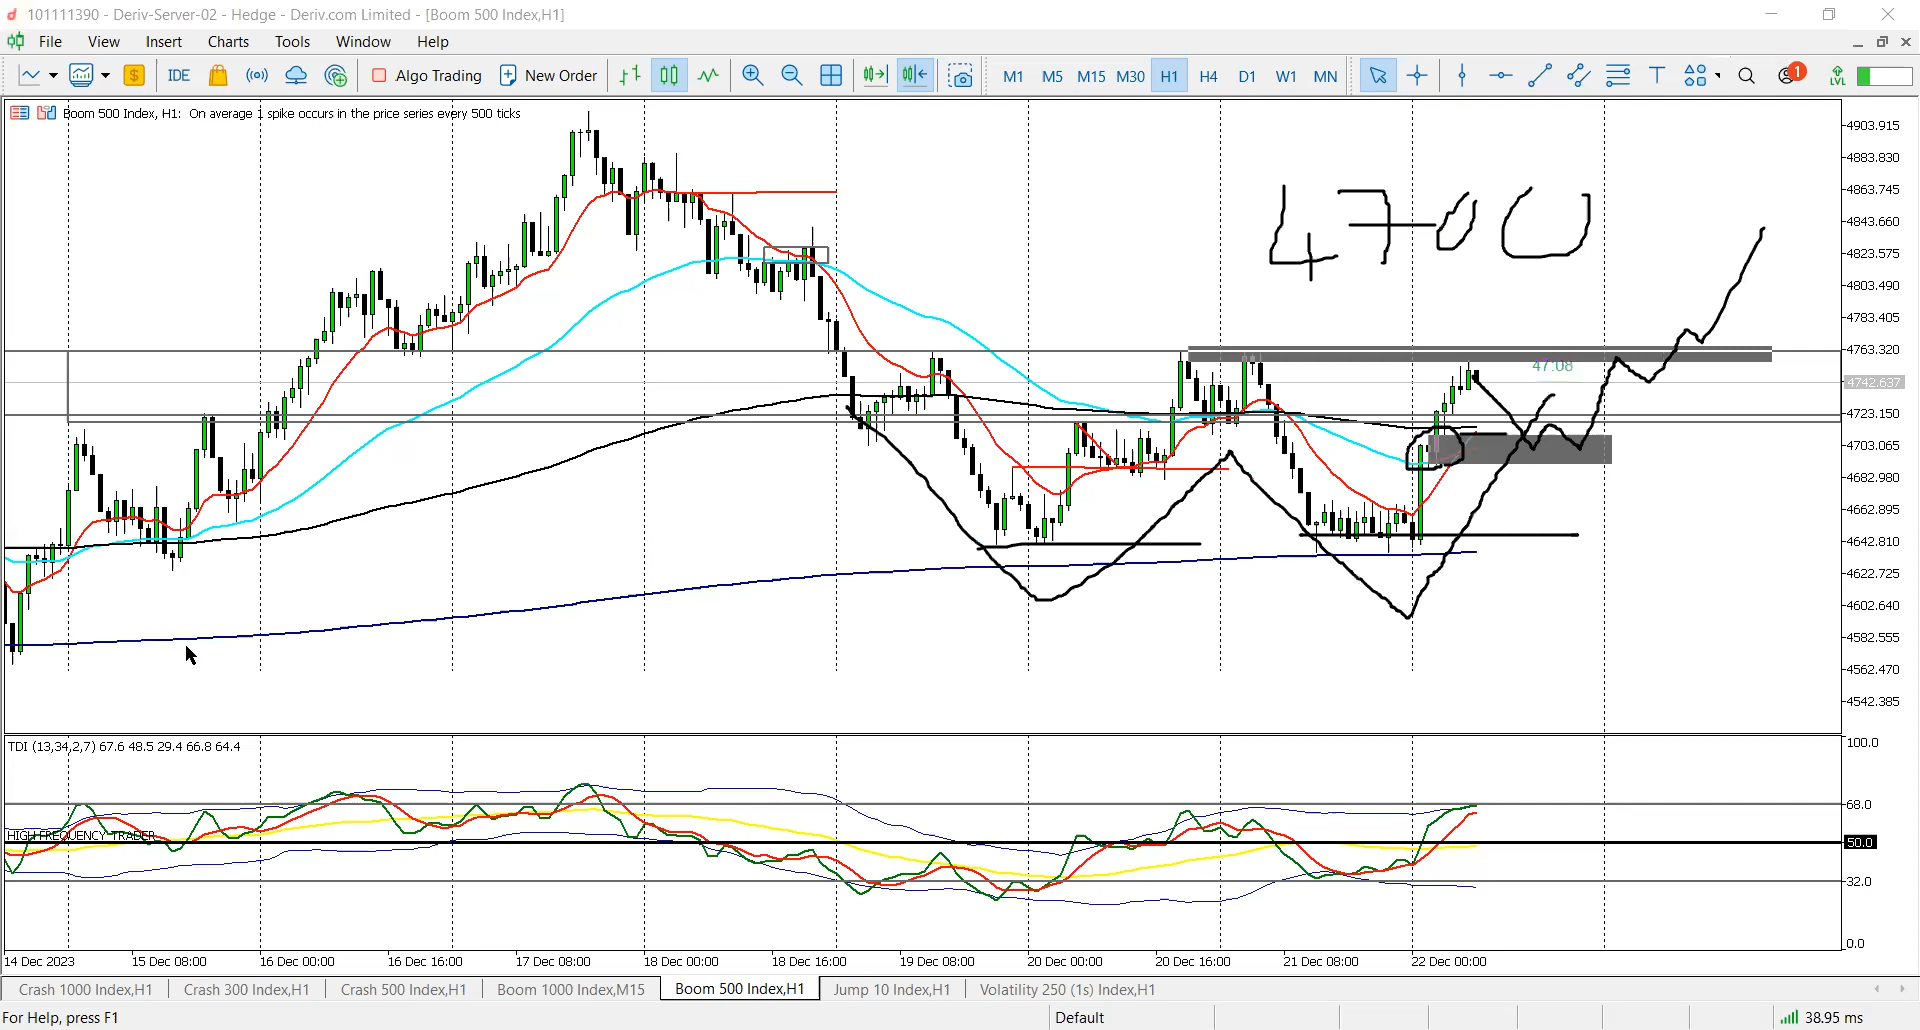 101111390 - Deriv-Server-02 - Hedge - Deriv.com Limited - [Boom 500 Index,H1]
File View Insert Charts Tools Window Help
IDE Algo Trading New Order M1 M5 M15 M30 H1 H4 D1 W1 MN 1 LVL
Boom 500 Index, H1: On average 1 spike occurs in the price series every 500 ticks
4903.915
4883.830
4863.745
4843.660
4700
4823.575
4803.490
4783.405
4763.320
47:08
4742.637
4723.150
4703.065
4682.980
4662.895
4642.810
4622.725
4602.640
4582.555
4562.470
4542.385
TDI (13,34,2,7) 67.6 48.5 29.4 66.8 64.4
100.0
68.0
HIGH FREQUENCY TRADER
50.0
32.0
0.0
14 Dec 2023 15 Dec 08:00 16 Dec 00:00 16 Dec 16:00 17 Dec 08:00 18 Dec 00:00 18 Dec 16:00 19 Dec 08:00 20 Dec 00:00 20 Dec 16:00 21 Dec 08:00 22 Dec 00:00
Crash 1000 Index,H1 Crash 300 Index,H1 Crash 500 Index,H1 Boom 1000 Index,M15 Boom 500 Index,H1 Jump 10 Index,H1 Volatility 250 (1s) Index,H1
For Help, press F1 Default 38.95 ms